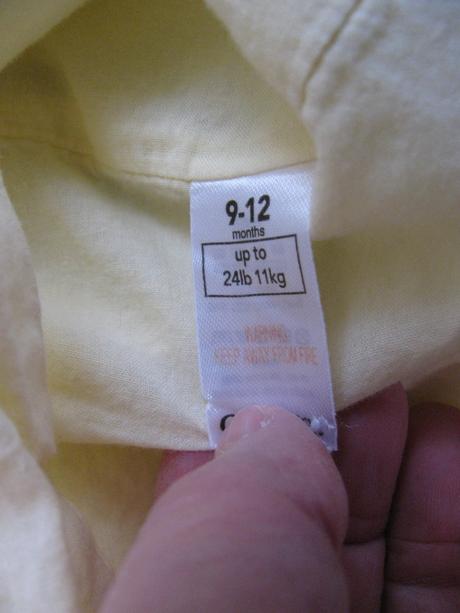 9-12
months
up to
24lb 11kg
WARNING
KEEP AWAY FROM FIRE